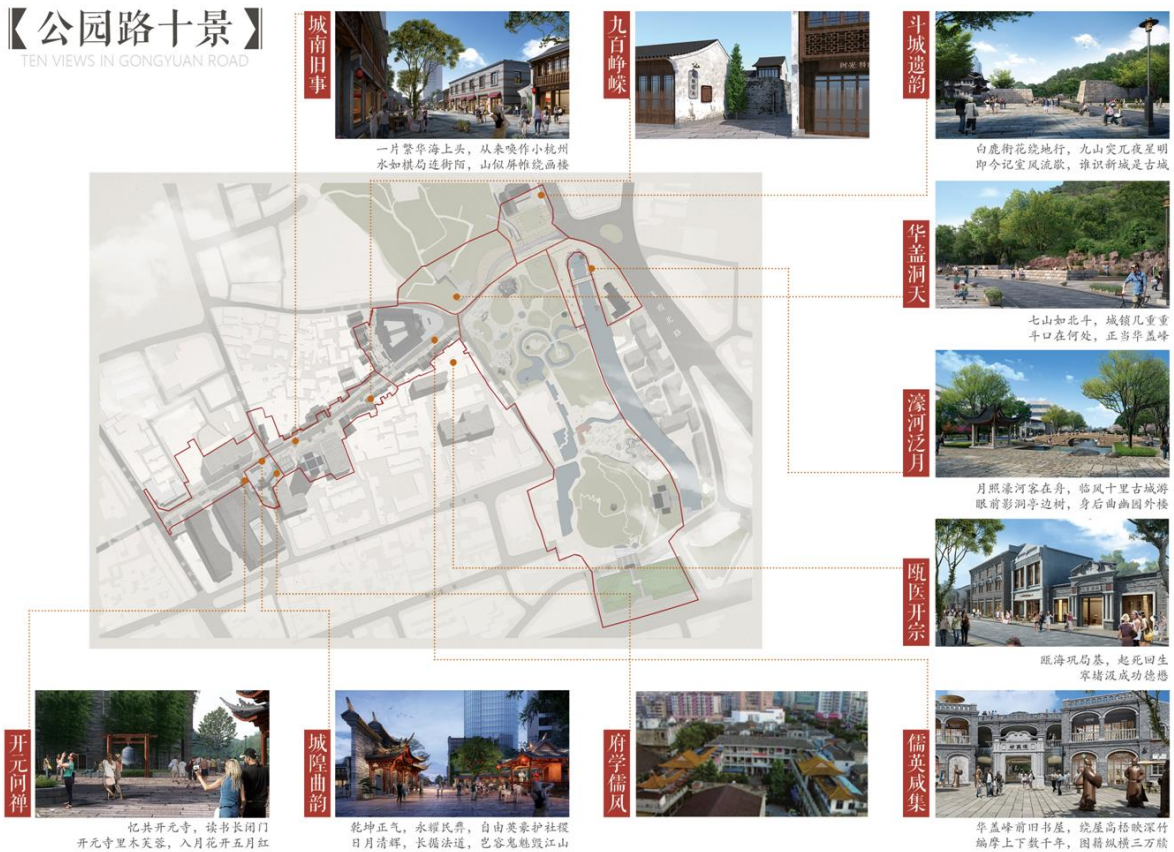 【公园路十景】
TEN VIEWS IN GONGYUAN ROAD
城南旧事
一片繁华海上头，从来唤作小杭州
水如棋局连街陌，山似屏帷绕画楼
九百峥嵘
斗城遗韵
白鹿衔花绕地行，九山突兀夜星明
即今记室风流歇，谁识新城是古城
华盖洞天
七山如北斗，城锁几重重
斗口在何处，正当华盖峰
濠河泛月
月照濠河客在舟，临风十里古城游
眼前影洞亭边树，身后曲幽园外楼
瓯医开宗
瓯海巩局基，起死回生
窣堵汲成功德懋
开元问禅
忆共开元寺，读书长闭门
开元寺里木芙蓉，入月花开五月红
城隍曲韵
乾坤正气，永耀民彝，自由英豪护社稷
日月清辉，长循法道，岂容鬼魅毁江山
府学儒风
儒英咸集
华盖峰前旧书屋，绕屋高梧映深竹
编摩上下数千年，图籍纵横三万牍